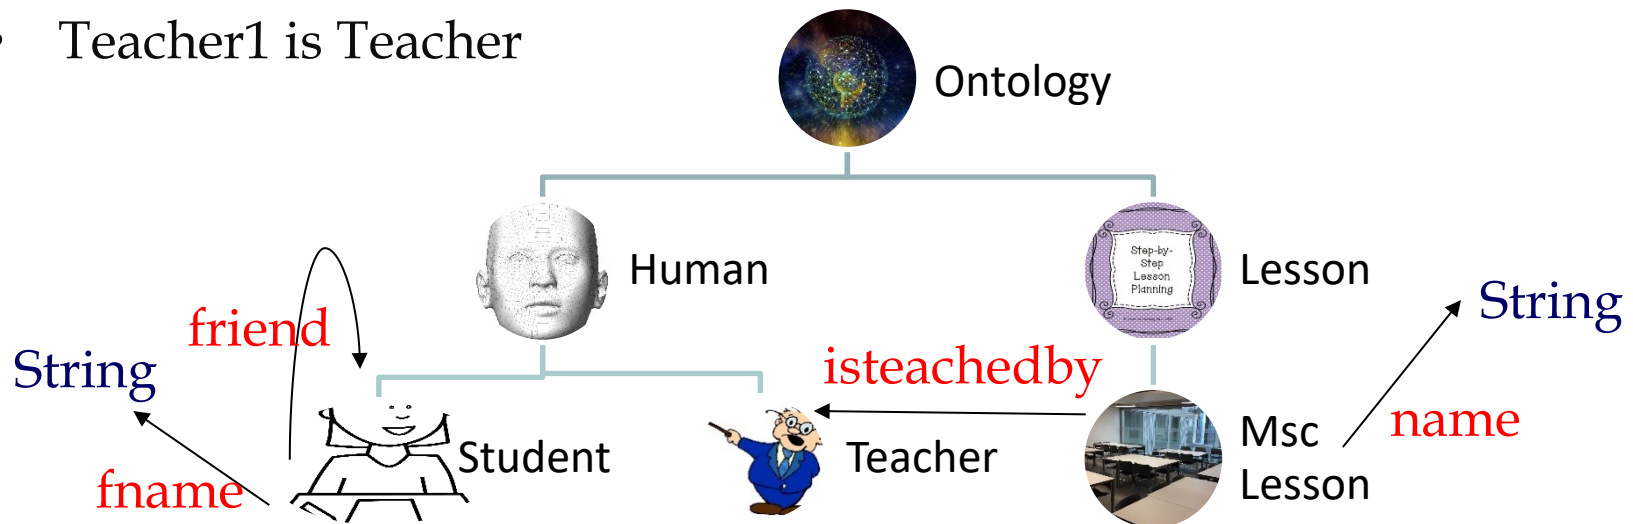 • Teacher1 is Teacher
Ontology
Human
Step-by-
Step
Lesson
Planning
Lesson
String
friend
String
isteachedby
name
Student
Teacher
Msc
Lesson
fname